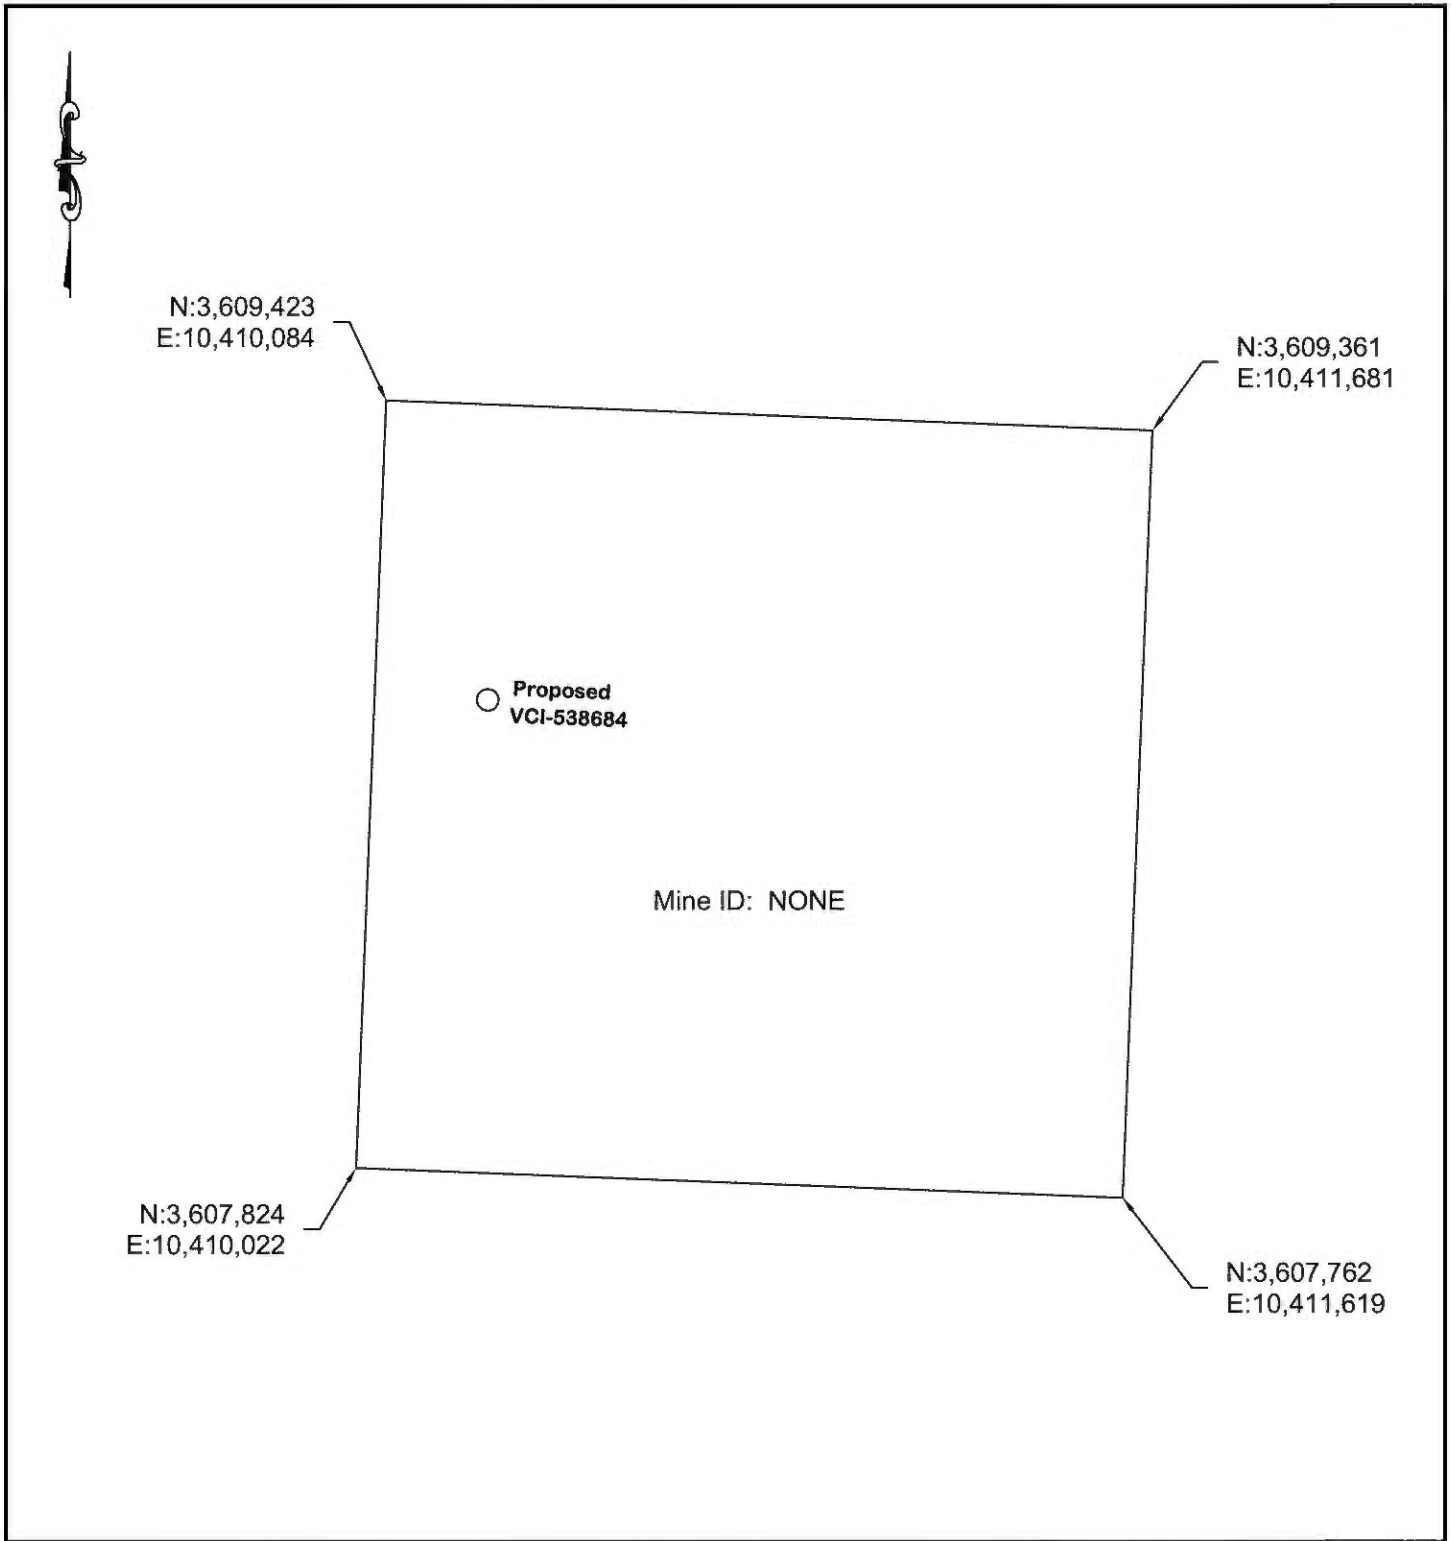 N:3,609,423
E:10,410,084
N:3,609,361
E:10,411,681
Proposed
VCI-538684
Mine ID: NONE
N:3,607,824
E:10,410,022
N:3,607,762
E:10,411,619